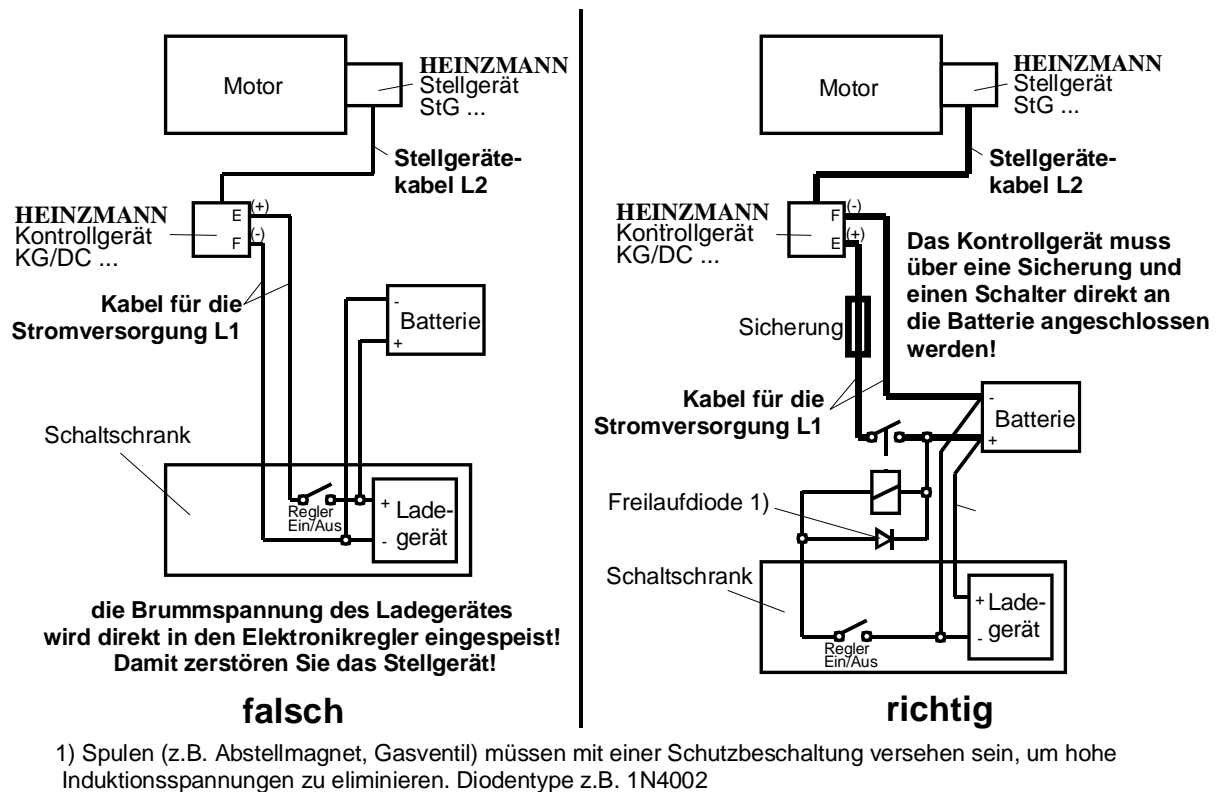 Motor
HEINZMANN
Stellgerät
StG ...
Stellgeräte-
kabel L2
HEINZMANN
Kontrollgerät
KG/DC ...
E (+)
F (-)
Kabel für die
Stromversorgung L1
-
Batterie
+
Schaltschrank
Regler
Ein/Aus
+ Lade-
- gerät
die Brummspannung des Ladegerätes
wird direkt in den Elektronikregler eingespeist!
Damit zerstören Sie das Stellgerät!
falsch
Motor
HEINZMANN
Stellgerät
StG ...
Stellgeräte-
kabel L2
HEINZMANN
Kontrollgerät
KG/DC ...
F (-)
E (+)
Das Kontrollgerät muss
über eine Sicherung und
einen Schalter direkt an
die Batterie angeschlossen
werden!
Sicherung
Kabel für die
Stromversorgung L1
-
Batterie
+
Freilaufdiode 1)
Schaltschrank
Regler
Ein/Aus
+ Lade-
- gerät
richtig
1) Spulen (z.B. Abstellmagnet, Gasventil) müssen mit einer Schutzbeschaltung versehen sein, um hohe
Induktionsspannungen zu eliminieren. Diodentype z.B. 1N4002